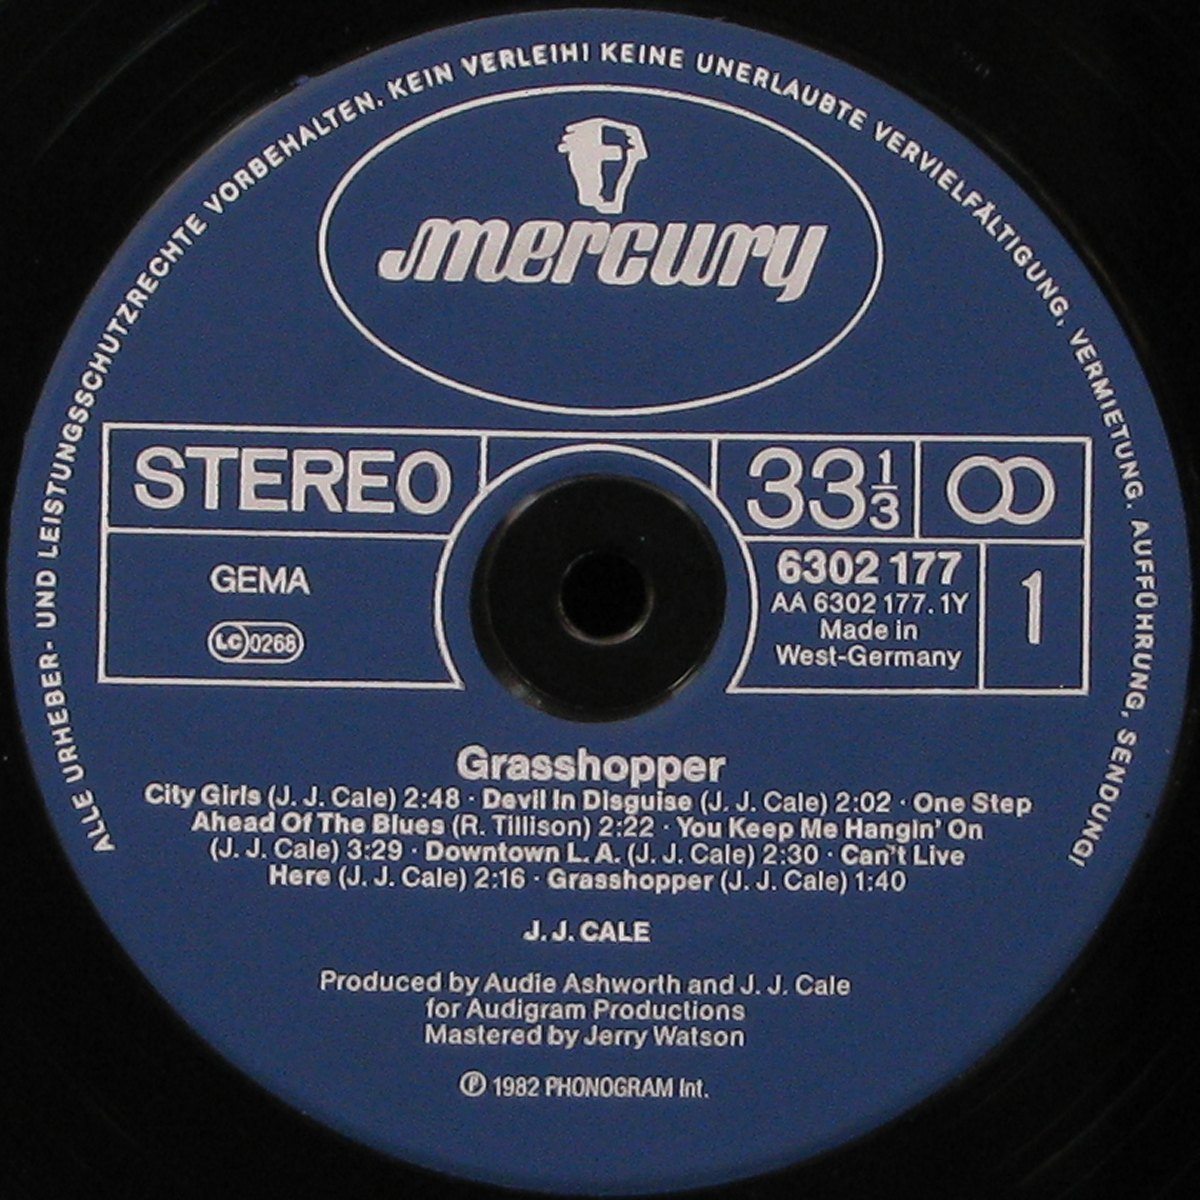 ALLE URHEBER- UND LEISTUNGSSCHUTZRECHTE VORBEHALTEN. KEIN VERLEIH! KEINE UNERLAUBTE VERVIELFÄLTIGUNG, VERMIETUNG, AUFFÜHRUNG, SENDUNG!
mercury
STEREO
33 1/3
GEMA
LC 0268
6302 177
AA 6302 177. 1Y
Made in
West-Germany
1
Grasshopper
City Girls (J. J. Cale) 2:48 · Devil In Disguise (J. J. Cale) 2:02 · One Step
Ahead Of The Blues (R. Tillison) 2:22 · You Keep Me Hangin' On
(J. J. Cale) 3:29 · Downtown L. A. (J. J. Cale) 2:30 · Can't Live
Here (J. J. Cale) 2:16 · Grasshopper (J. J. Cale) 1:40
J. J. CALE
Produced by Audie Ashworth and J. J. Cale
for Audigram Productions
Mastered by Jerry Watson
℗ 1982 PHONOGRAM Int.